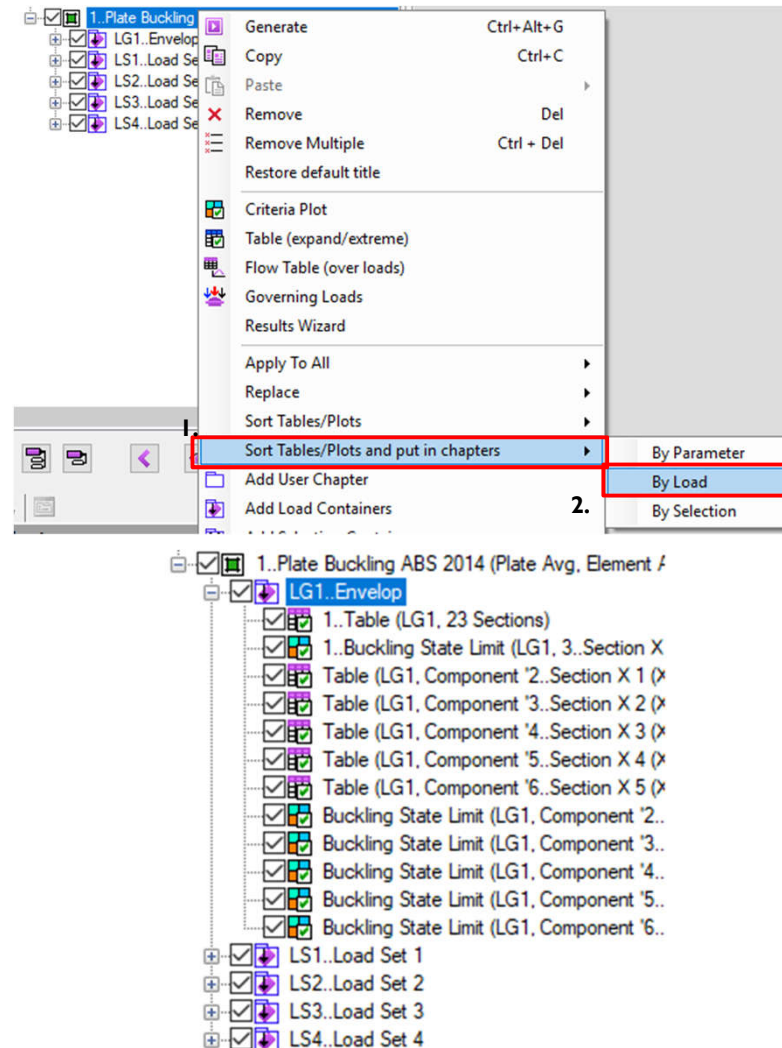 1..Plate Buckling
LG1..Envelop
LS1..Load Se
LS2..Load Se
LS3..Load Se
LS4..Load Se
Generate Ctrl+Alt+G
Copy Ctrl+C
Paste
Remove Del
Remove Multiple Ctrl + Del
Restore default title
Criteria Plot
Table (expand/extreme)
Flow Table (over loads)
Governing Loads
Results Wizard
Apply To All
Replace
Sort Tables/Plots
1.
Sort Tables/Plots and put in chapters
By Parameter
By Load
By Selection
2.
Add User Chapter
Add Load Containers
1..Plate Buckling ABS 2014 (Plate Avg, Element A
LG1..Envelop
1..Table (LG1, 23 Sections)
1..Buckling State Limit (LG1, 3..Section X
Table (LG1, Component '2..Section X 1 (X
Table (LG1, Component '3..Section X 2 (X
Table (LG1, Component '4..Section X 3 (X
Table (LG1, Component '5..Section X 4 (X
Table (LG1, Component '6..Section X 5 (X
Buckling State Limit (LG1, Component '2..
Buckling State Limit (LG1, Component '3..
Buckling State Limit (LG1, Component '4..
Buckling State Limit (LG1, Component '5..
Buckling State Limit (LG1, Component '6..
LS1..Load Set 1
LS2..Load Set 2
LS3..Load Set 3
LS4..Load Set 4